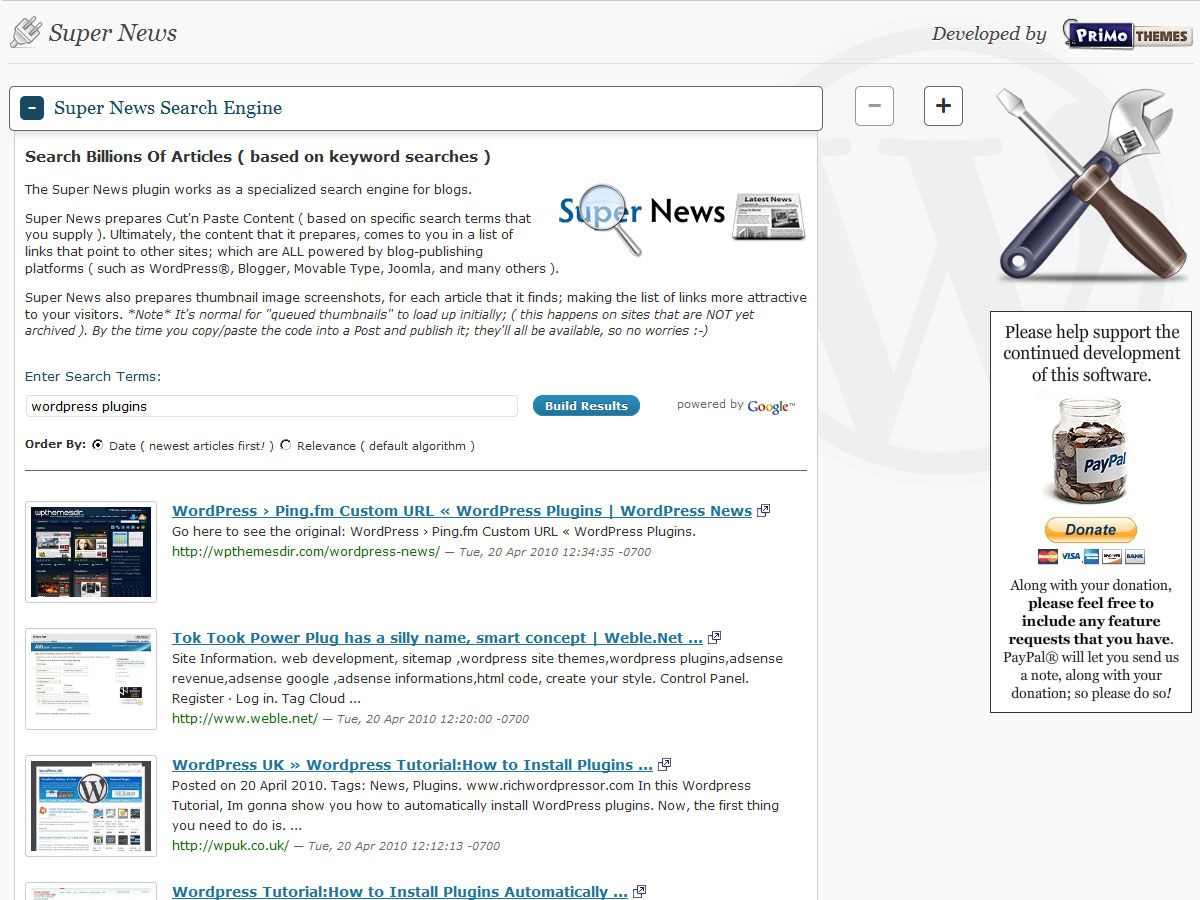 Super News
Developed by PRiMo THEMES
Super News Search Engine
Search Billions Of Articles ( based on keyword searches )
The Super News plugin works as a specialized search engine for blogs.
Super News prepares Cut'n Paste Content ( based on specific search terms that
you supply ). Ultimately, the content that it prepares, comes to you in a list of
links that point to other sites; which are ALL powered by blog-publishing
platforms ( such as WordPress®, Blogger, Movable Type, Joomla, and many others ).
Super News
Latest News
Super News also prepares thumbnail image screenshots, for each article that it finds; making the list of links more attractive
to your visitors. *Note* It's normal for "queued thumbnails" to load up initially; ( this happens on sites that are NOT yet
archived ). By the time you copy/paste the code into a Post and publish it; they'll all be available, so no worries :-)
Enter Search Terms:
wordpress plugins
Build Results
powered by Google™
Order By: Date ( newest articles first! ) Relevance ( default algorithm )
wpthemesdir
WordPress › Ping.fm Custom URL « WordPress Plugins | WordPress News
Go here to see the original: WordPress › Ping.fm Custom URL « WordPress Plugins.
http://wpthemesdir.com/wordpress-news/ — Tue, 20 Apr 2010 12:34:35 -0700
Tok Took Power Plug has a silly name, smart concept | Weble.Net ...
Site Information. web development, sitemap ,wordpress site themes,wordpress plugins,adsense
revenue,adsense google ,adsense informations,html code, create your style. Control Panel.
Register · Log in. Tag Cloud ...
http://www.weble.net/ — Tue, 20 Apr 2010 12:20:00 -0700
WordPress UK » Wordpress Tutorial:How to Install Plugins ...
Posted on 20 April 2010. Tags: News, Plugins. www.richwordpressor.com In this Wordpress
Tutorial, Im gonna show you how to automatically install WordPress plugins. Now, the first thing
you need to do is. ...
http://wpuk.co.uk/ — Tue, 20 Apr 2010 12:12:13 -0700
Wordpress Tutorial:How to Install Plugins Automatically ...
Please help support the
continued development
of this software.
PayPal
Donate
VISA
BANK
Along with your donation,
please feel free to
include any feature
requests that you have.
PayPal® will let you send us
a note, along with your
donation; so please do so!